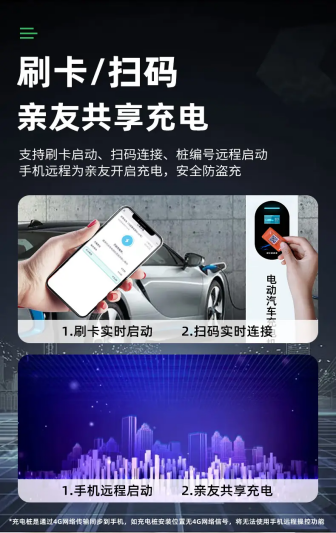 刷卡/扫码
亲友共享充电
支持刷卡启动、扫码连接、桩编号远程启动
手机远程为亲友开启充电，安全防盗充
电动汽车充
1.刷卡实时启动
2.扫码实时连接
1.手机远程启动
2.亲友共享充电
*充电桩是通过4G网络传输同步到手机，如充电桩安装位置无4G网络信号，将无法使用手机远程操控功能